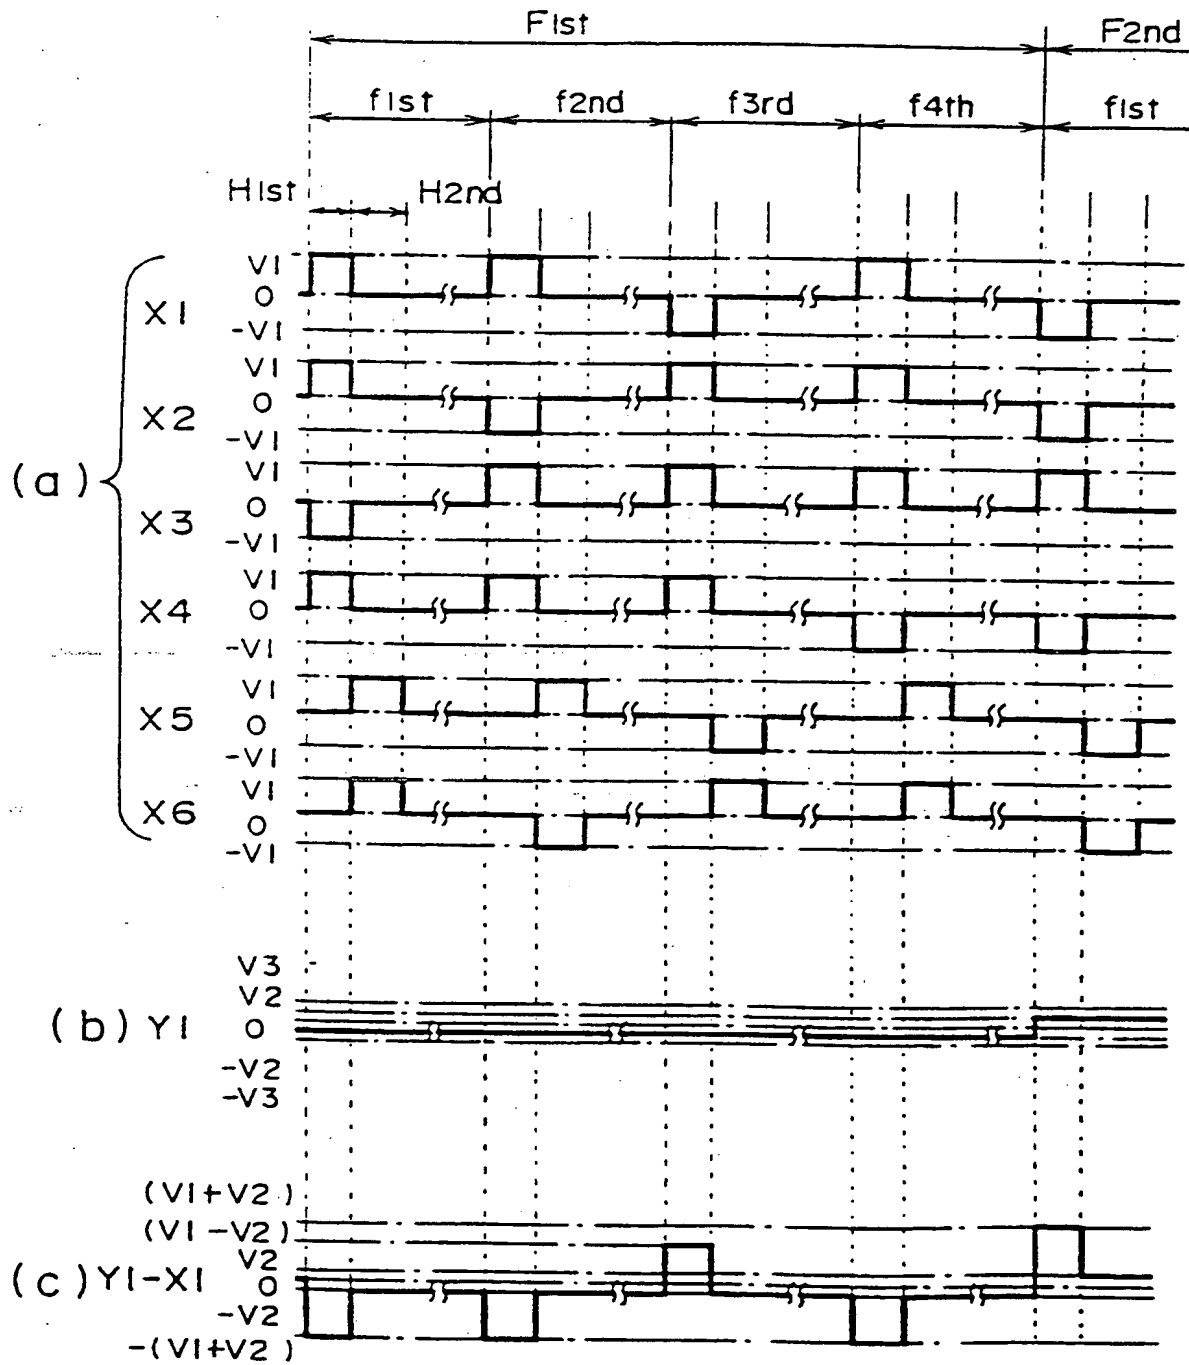 F1st F2nd
f1st f2nd f3rd f4th f1st
H1st H2nd
(a)
X1 V1 0 -V1
X2 V1 0 -V1
X3 V1 0 -V1
X4 V1 0 -V1
X5 V1 0 -V1
X6 V1 0 -V1
(b) Y1 V3 V2 0 -V2 -V3
(c) Y1-X1 (V1+V2) (V1-V2) V2 0 -V2 -(V1+V2)